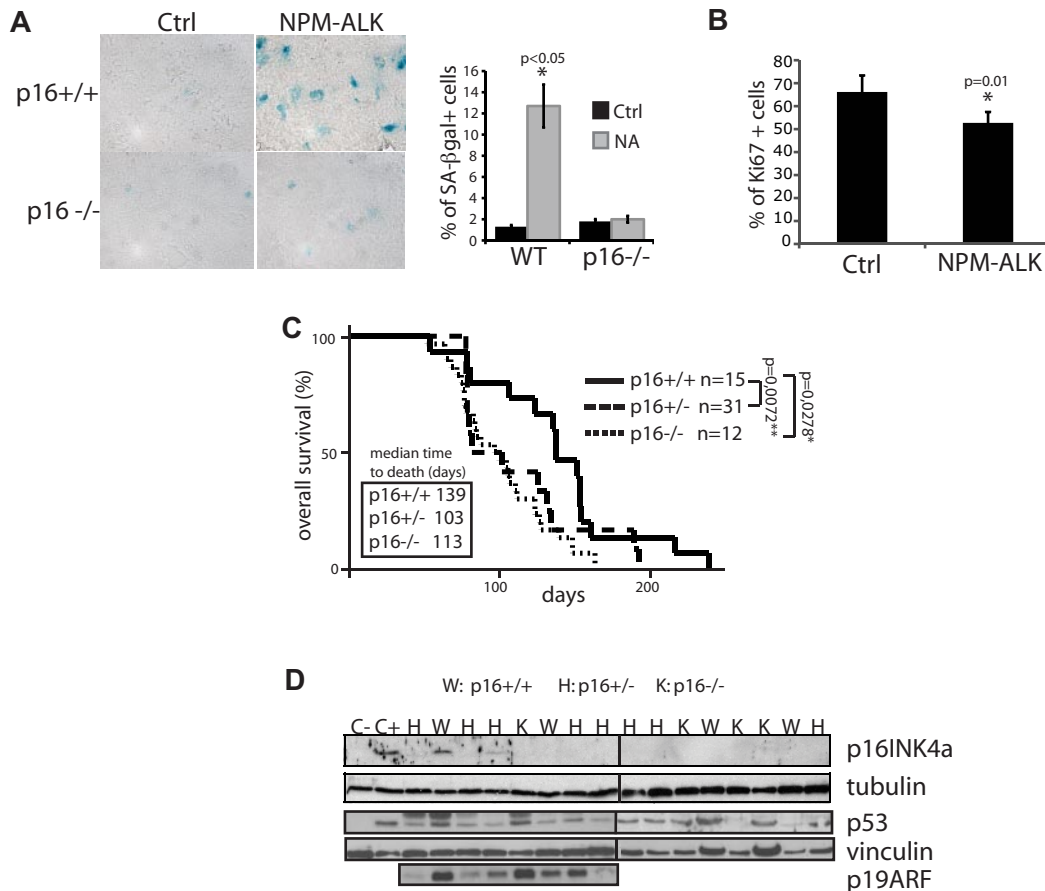 A
Ctrl NPM-ALK
p16+/+
p16 -/-
% of SA-βgal+ cells
16
14
12
10
8
6
4
2
0
p<0.05
*
Ctrl
NA
WT p16-/-
B
% of Ki67 + cells
80
70
60
50
40
30
20
10
0
p=0.01
*
Ctrl NPM-ALK
C
overall survival (%)
100
50
0
100 200
days
p16+/+ n=15
p16+/- n=31
p16-/- n=12
p=0,0072**
p=0,0278*
median time
to death (days)
p16+/+ 139
p16+/- 103
p16-/- 113
D
W: p16+/+ H: p16+/- K: p16-/-
C- C+ H W H H K W H H H H K W K K W H
p16INK4a
tubulin
p53
vinculin
p19ARF